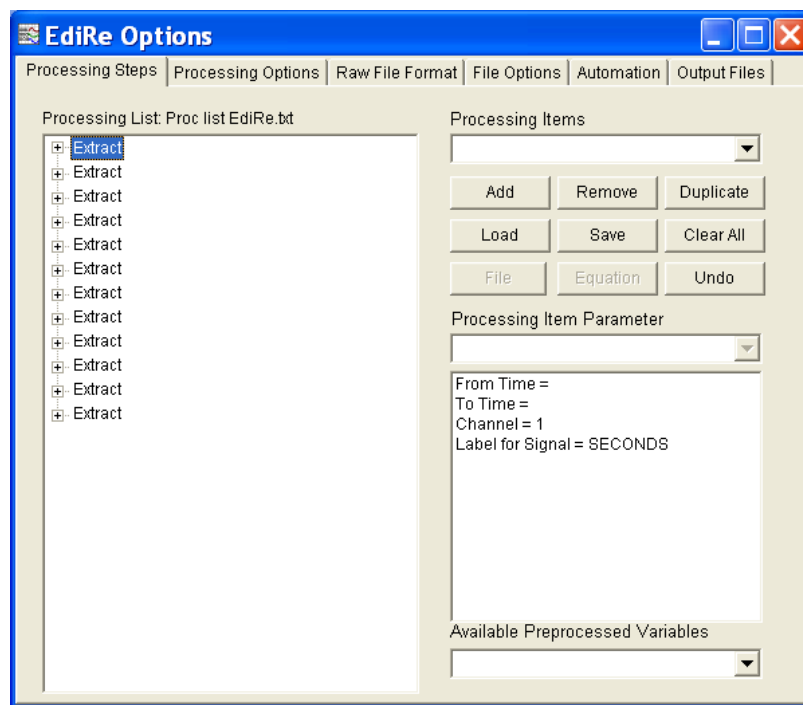 EdiRe Options
Processing Steps Processing Options Raw File Format File Options Automation Output Files
Processing List: Proc list EdiRe.txt
Extract
Extract
Extract
Extract
Extract
Extract
Extract
Extract
Extract
Extract
Extract
Extract
Processing Items
Add Remove Duplicate
Load Save Clear All
File Equation Undo
Processing Item Parameter
From Time =
To Time =
Channel = 1
Label for Signal = SECONDS
Available Preprocessed Variables